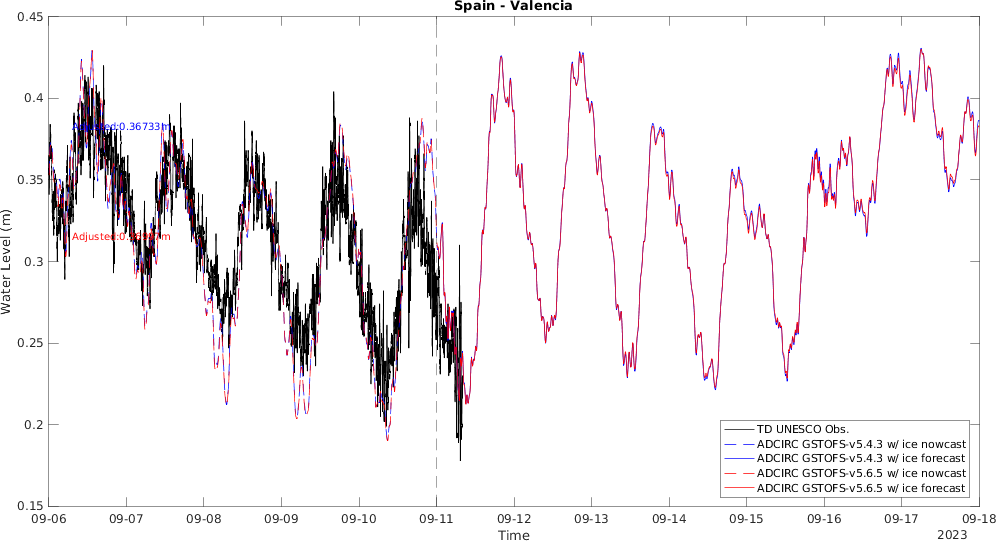 Spain - Valencia
Water Level (m)
0.45
0.4
0.35
0.3
0.25
0.2
0.15
Adjusted:0.36733m
TD UNESCO Obs.
ADCIRC GSTOFS-v5.4.3 w/ ice nowcast
ADCIRC GSTOFS-v5.4.3 w/ ice forecast
ADCIRC GSTOFS-v5.6.5 w/ ice nowcast
ADCIRC GSTOFS-v5.6.5 w/ ice forecast
09-06 09-07 09-08 09-09 09-10 09-11 09-12 09-13 09-14 09-15 09-16 09-17 09-18
Time
2023